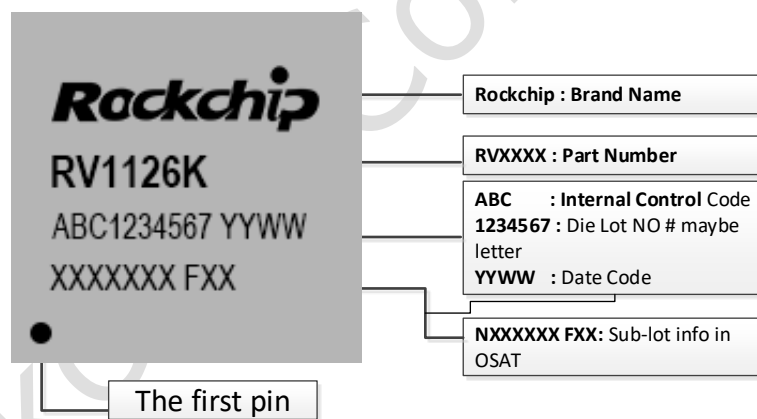 Rockchip
RV1126K
ABC1234567 YYWW
XXXXXXX FXX
Rockchip : Brand Name
RVXXXX : Part Number
ABC : Internal Control Code
1234567 : Die Lot NO # maybe
letter
YYWW : Date Code
NXXXXXX FXX: Sub-lot info in
OSAT
The first pin